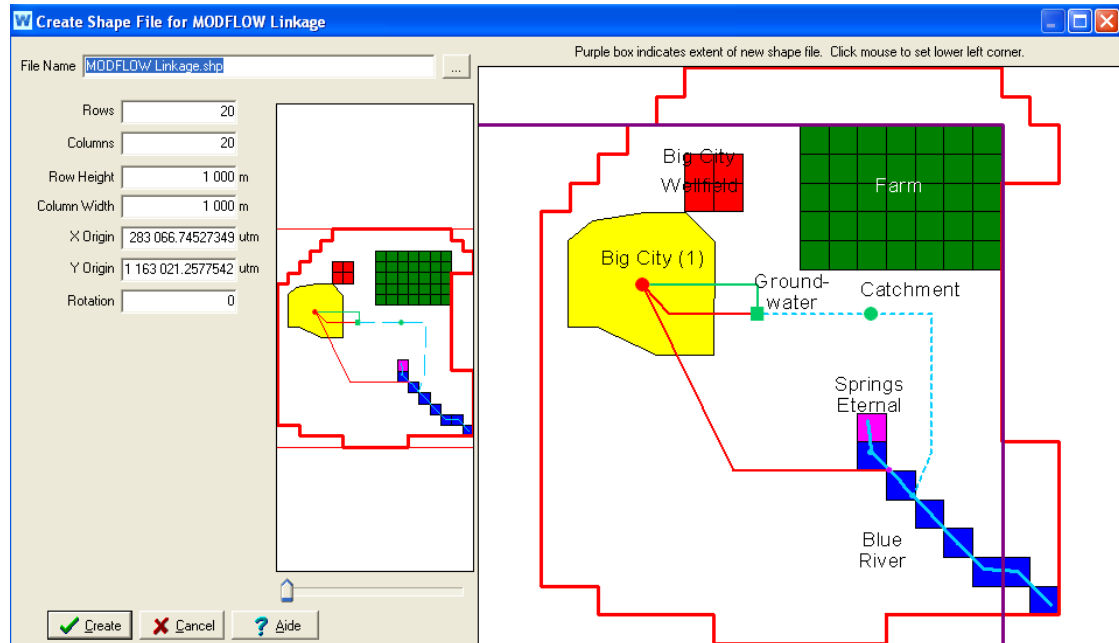 Create Shape File for MODFLOW Linkage
File Name MODFLOW Linkage.shp ...
Rows 20
Columns 20
Row Height 1 000 m
Column Width 1 000 m
X Origin 283 066.74527349 utm
Y Origin 1 163 021.2577542 utm
Rotation 0
Create Cancel ? Aide
Purple box indicates extent of new shape file. Click mouse to set lower left corner.
Big City
Wellfield
Farm
Big City (1)
Ground-
water
Catchment
Springs
Eternal
Blue
River